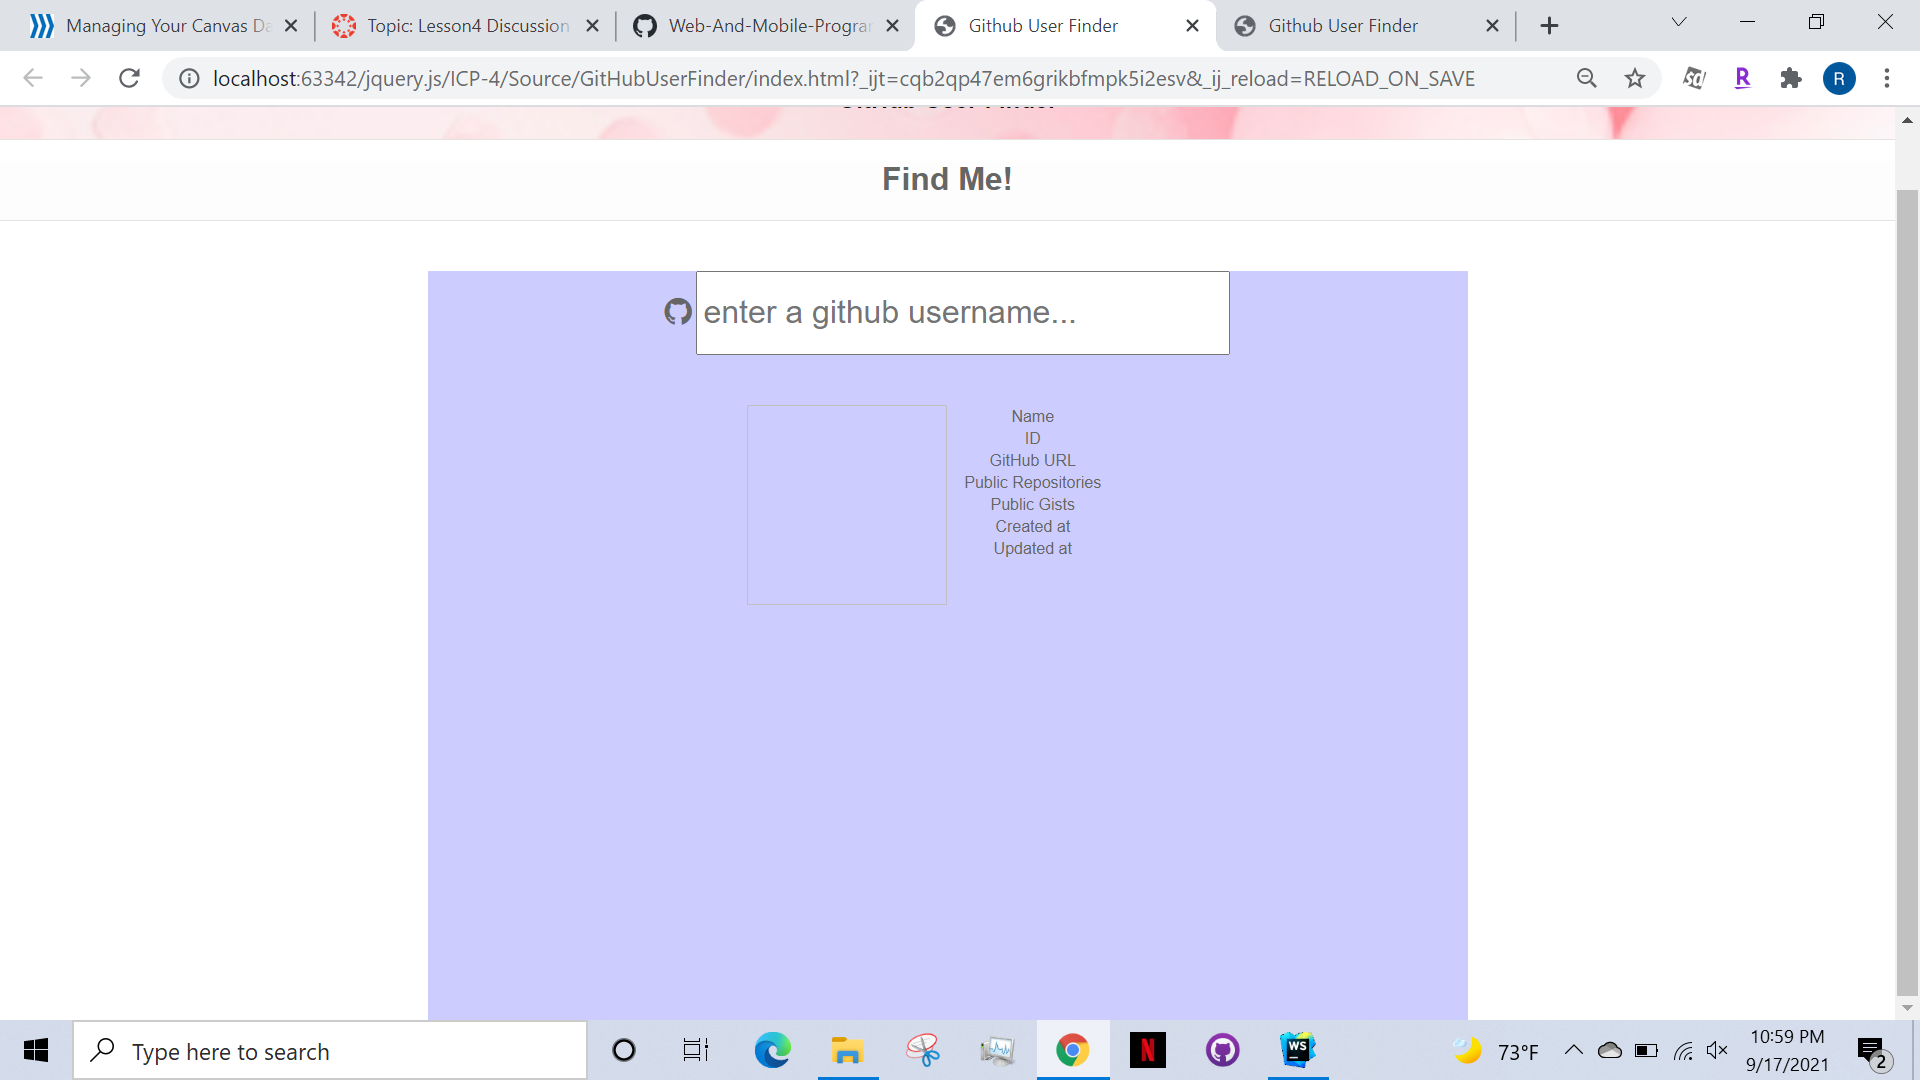 Managing Your Canvas Da
Topic: Lesson4 Discussion
Web-And-Mobile-Program
Github User Finder
Github User Finder
localhost:63342/jquery.js/ICP-4/Source/GitHubUserFinder/index.html?_ijt=cqb2qp47em6grikbfmpk5i2esv&_ij_reload=RELOAD_ON_SAVE
R
R
Find Me!
enter a github username...
Name
ID
GitHub URL
Public Repositories
Public Gists
Created at
Updated at
Type here to search
N
WS
73°F
10:59 PM
9/17/2021
2